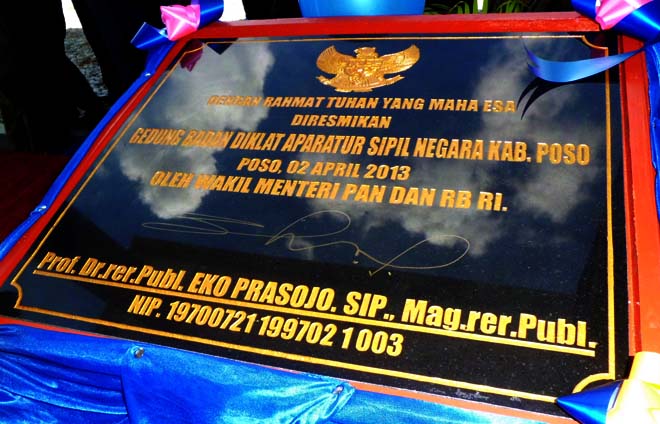 DENGAN RAHMAT TUHAN YANG MAHA ESA
DIRESMIKAN
GEDUNG BADAN DIKLAT APARATUR SIPIL NEGARA KAB. POSO
POSO, 02 APRIL 2013
OLEH WAKIL MENTERI PAN DAN RB RI.
Prof. Dr.rer.Publ. EKO PRASOJO. SIP., Mag.rer.Publ.
NIP. 19700721 199702 1 003